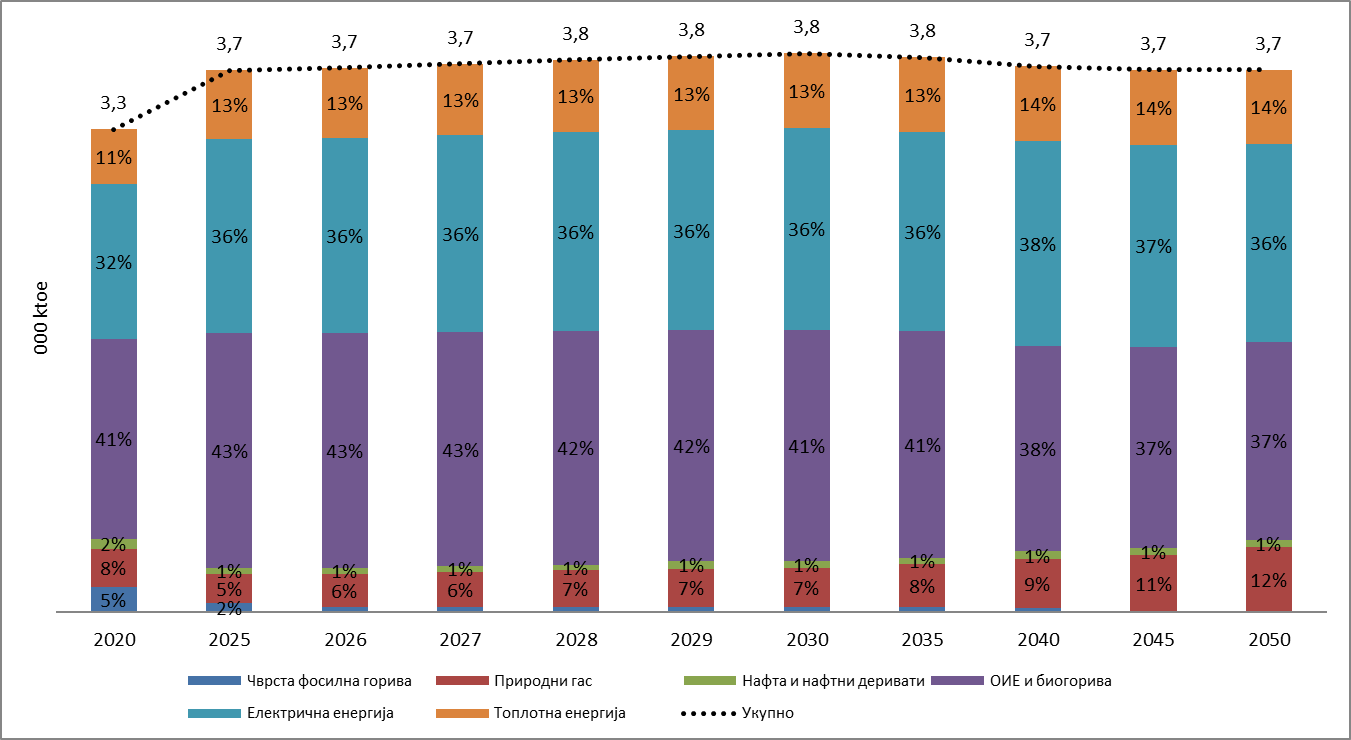 3,3 3,7 3,7 3,7 3,8 3,8 3,8 3,8 3,7 3,7 3,7
11% 13% 13% 13% 13% 13% 13% 13% 14% 14% 14%
32% 36% 36% 36% 36% 36% 36% 36% 38% 37% 36%
000 ktoe
41% 43% 43% 43% 42% 42% 41% 41% 38% 37% 37%
2% 1% 1% 1% 1% 1% 1% 1% 1% 1% 1%
8% 5% 6% 6% 7% 7% 7% 8% 9% 11% 12%
5% 2%
2020 2025 2026 2027 2028 2029 2030 2035 2040 2045 2050
Чврста фосилна горива Природни гас Нафта и нафтни деривати ОИЕ и биогорива
Електрична енергија Топлотна енергија Укупно